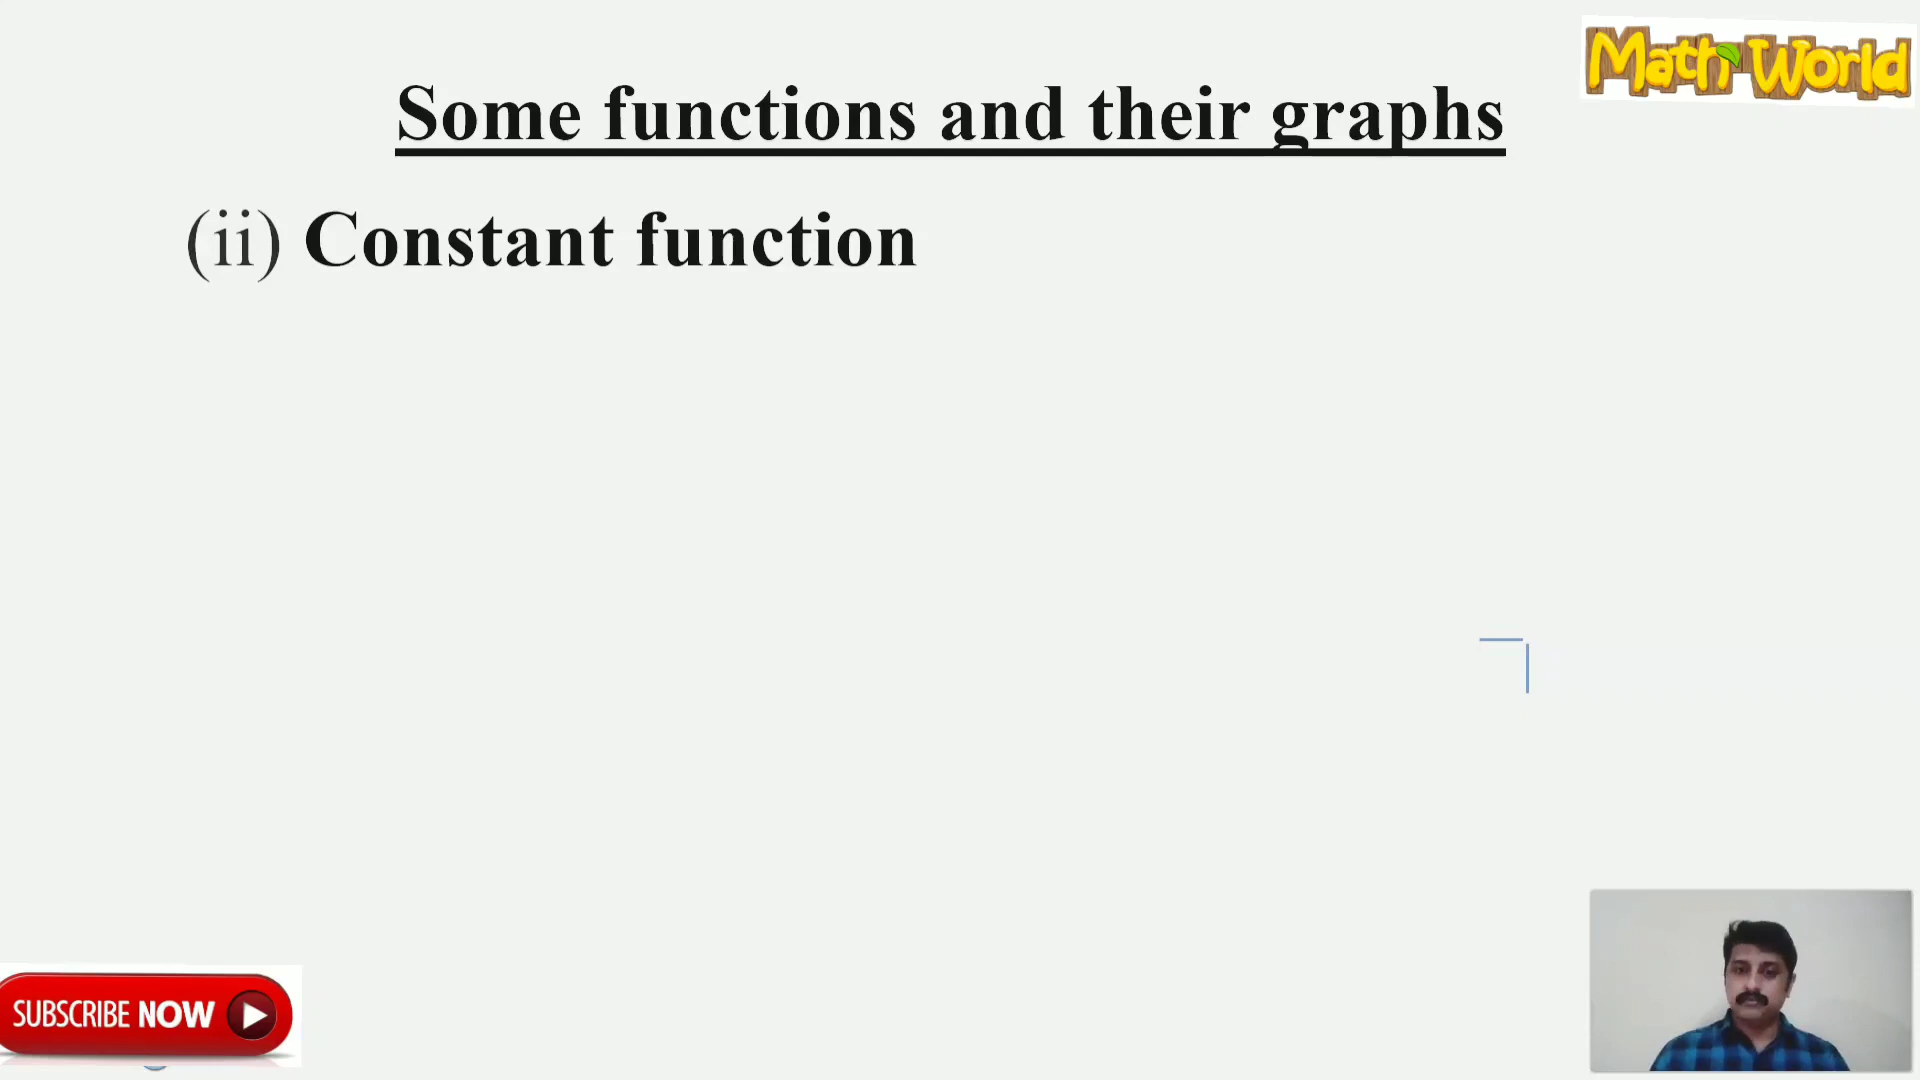 Math World
Some functions and their graphs
(ii) Constant function
SUBSCRIBE NOW